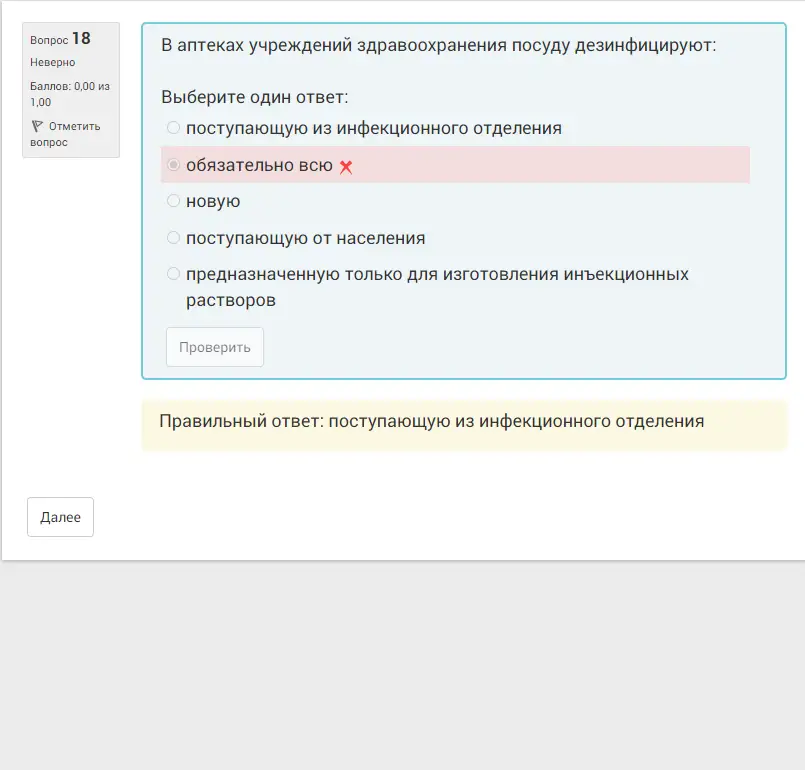 Вопрос 18
Неверно
Баллов: 0,00 из
1,00
Отметить
вопрос
В аптеках учреждений здравоохранения посуду дезинфицируют:
Выберите один ответ:
поступающую из инфекционного отделения
обязательно всю
новую
поступающую от населения
предназначенную только для изготовления инъекционных
растворов
Проверить
Правильный ответ: поступающую из инфекционного отделения
Далее